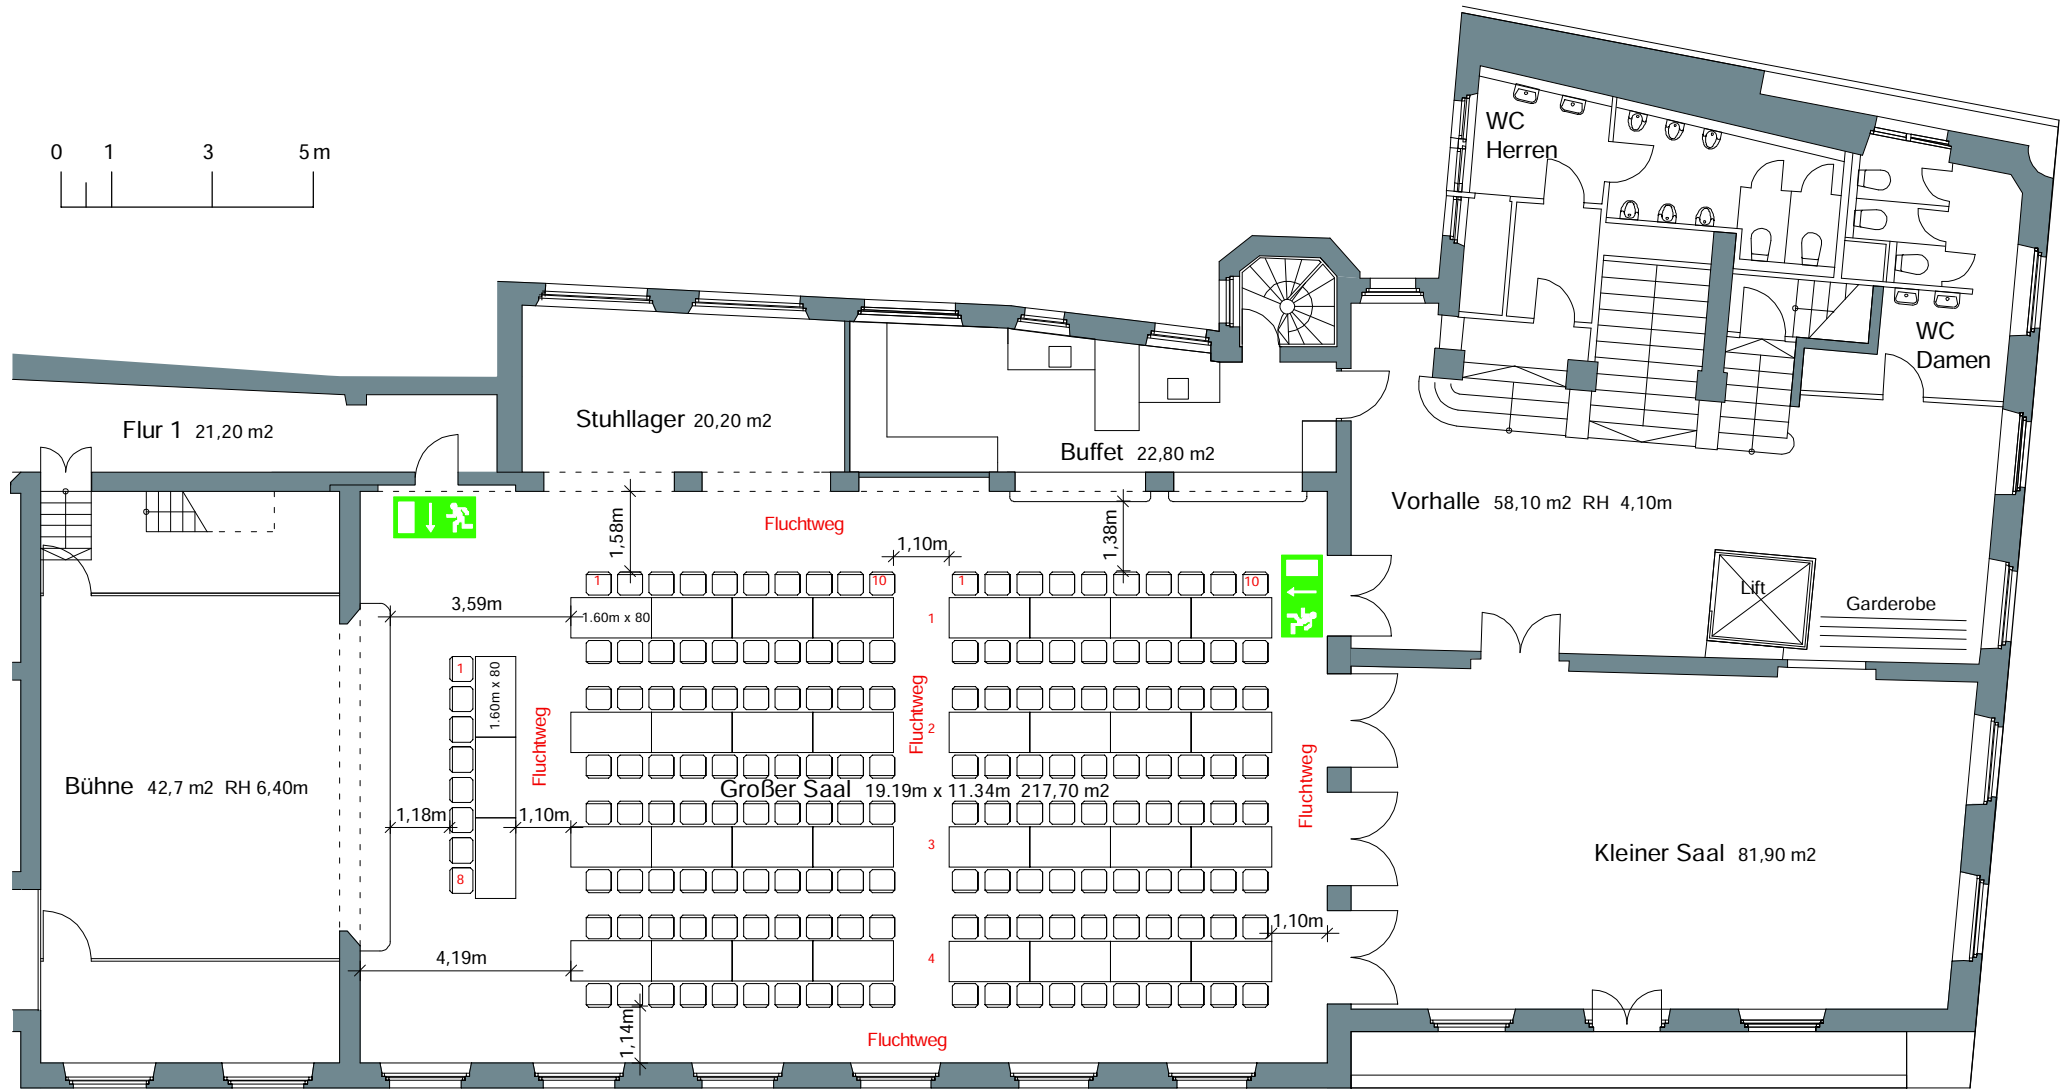 0 1 3 5 m
WC
Herren
WC
Damen
Flur 1 21,20 m2
Stuhllager 20,20 m2
Buffet 22,80 m2
Vorhalle 58,10 m2 RH 4,10m
Fluchtweg
1,58m
1,38m
1,10m
1 10 1 10
Lift
Garderobe
3,59m
1.60m x 80
1
1
1.60m x 80
Fluchtweg
Fluchtweg
2
Fluchtweg
Bühne 42,7 m2 RH 6,40m
Großer Saal 19.19m x 11.34m 217,70 m2
1,18m
1,10m
3
Kleiner Saal 81,90 m2
8
1,10m
4,19m
4
1,14m
Fluchtweg